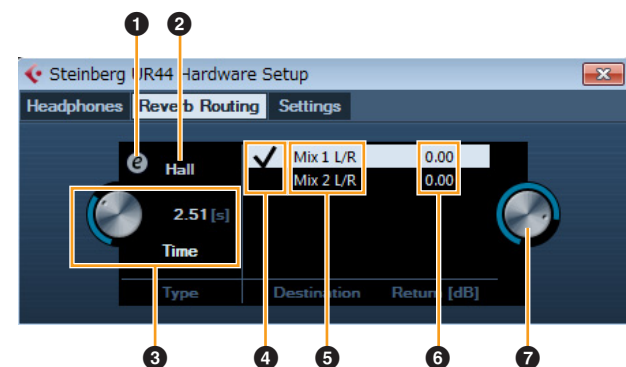 1 2
Steinberg UR44 Hardware Setup
Headphones Reverb Routing Settings
e Hall Mix 1 L/R 0.00
Mix 2 L/R 0.00
2.51 [s]
Time
Type Destination Return [dB]
3 4 5 6 7